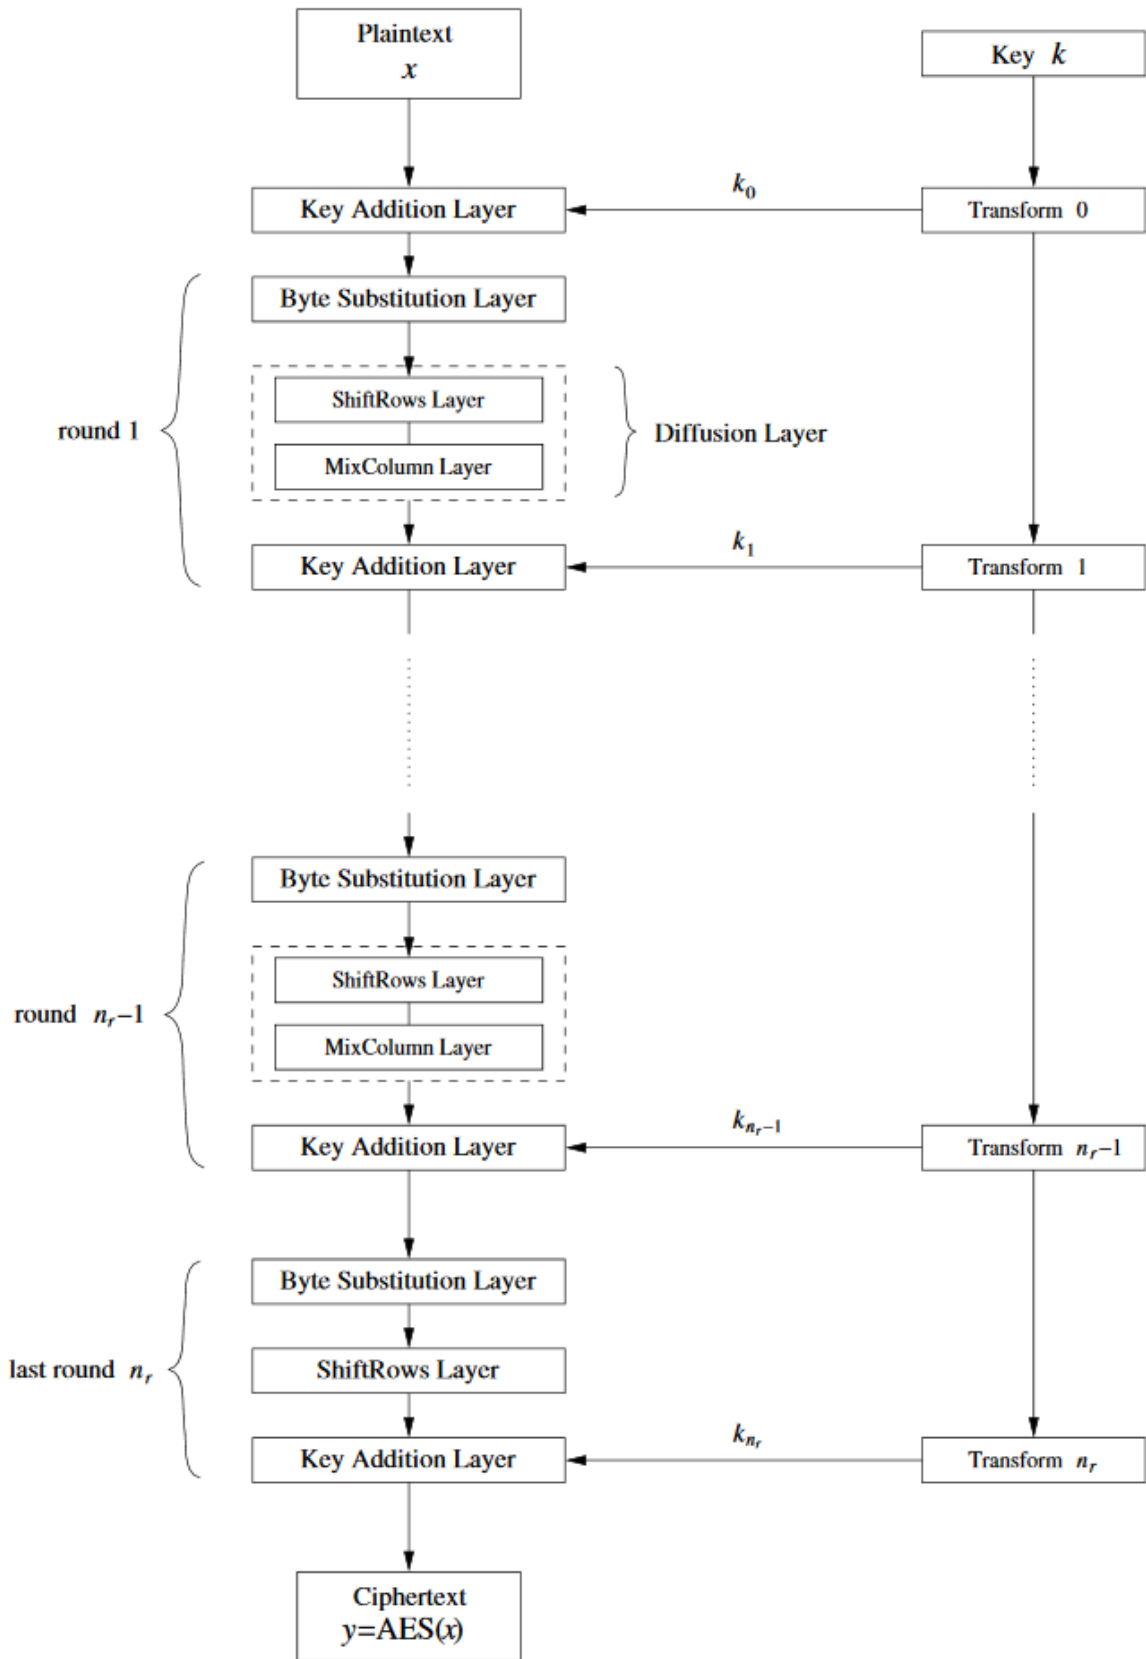 Plaintext
x
Key k
k₀
Key Addition Layer
Transform 0
Byte Substitution Layer
ShiftRows Layer
round 1
Diffusion Layer
MixColumn Layer
k₁
Key Addition Layer
Transform 1
Byte Substitution Layer
ShiftRows Layer
round nᵣ−1
MixColumn Layer
kₙᵣ₋₁
Key Addition Layer
Transform nᵣ−1
Byte Substitution Layer
last round nᵣ
ShiftRows Layer
kₙᵣ
Key Addition Layer
Transform nᵣ
Ciphertext
y=AES(x)